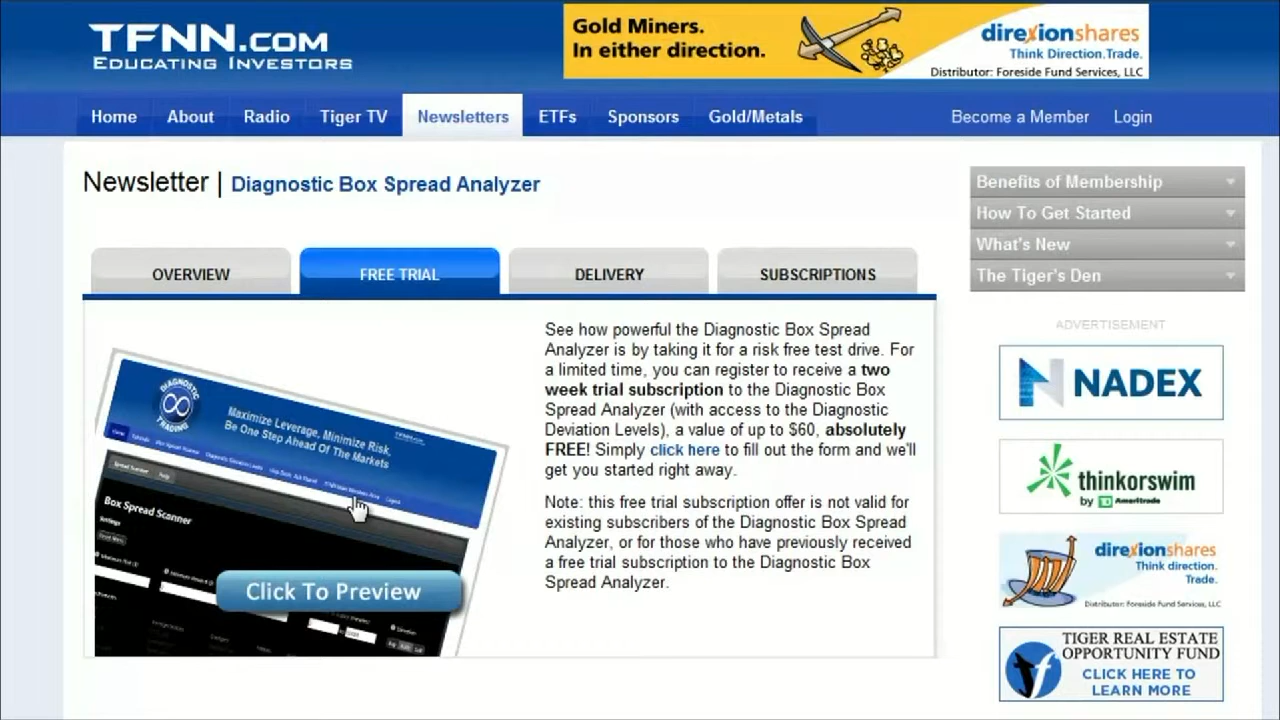 TFNN.COM
EDUCATING INVESTORS
Gold Miners.
In either direction.
direxionshares
Think Direction.Trade.
Distributor: Foreside Fund Services, LLC
Home About Radio Tiger TV Newsletters ETFs Sponsors Gold/Metals Become a Member Login
Newsletter | Diagnostic Box Spread Analyzer
OVERVIEW FREE TRIAL DELIVERY SUBSCRIPTIONS
See how powerful the Diagnostic Box Spread
Analyzer is by taking it for a risk free test drive. For
a limited time, you can register to receive a two
week trial subscription to the Diagnostic Box
Spread Analyzer (with access to the Diagnostic
Deviation Levels), a value of up to $60, absolutely
FREE! Simply click here to fill out the form and we'll
get you started right away.
Note: this free trial subscription offer is not valid for
existing subscribers of the Diagnostic Box Spread
Analyzer, or for those who have previously received
a free trial subscription to the Diagnostic Box
Spread Analyzer.
DIAGNOSTIC
TRADING
Maximize Leverage, Minimize Risk.
Be One Step Ahead Of The Markets
Box Spread Scanner
Settings
Click To Preview
Benefits of Membership
How To Get Started
What's New
The Tiger's Den
ADVERTISEMENT
NADEX
thinkorswim
by TD Ameritrade
direxionshares
Think direction.
Trade.
Distributor: Foreside Fund Services, LLC
TIGER REAL ESTATE
OPPORTUNITY FUND
CLICK HERE TO
LEARN MORE